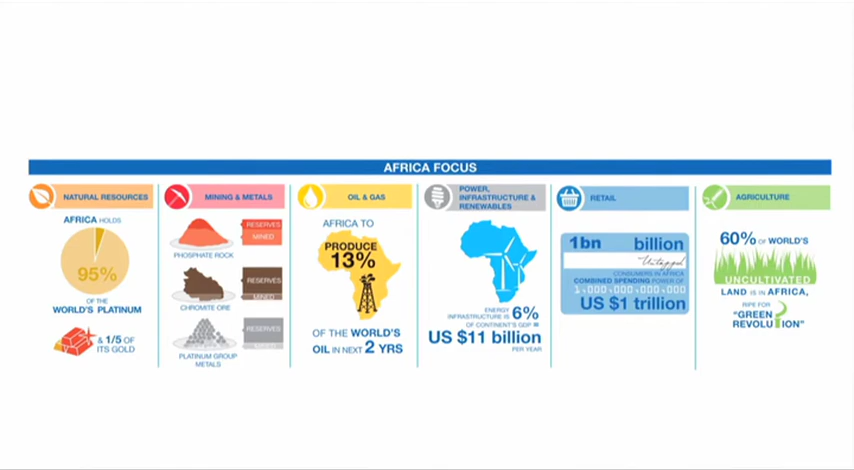 AFRICA FOCUS
NATURAL RESOURCES
AFRICA HOLDS
95%
OF THE
WORLD'S PLATINUM
& 1/5 OF
ITS GOLD
MINING & METALS
RESERVES
MINED
PHOSPHATE ROCK
RESERVES
MINED
CHROMITE ORE
RESERVES
PLATINUM GROUP
METALS
OIL & GAS
AFRICA TO
PRODUCE
13%
OF THE WORLD'S
OIL IN NEXT 2 YRS
POWER,
INFRASTRUCTURE &
RENEWABLES
ENERGY
INFRASTRUCTURE IS 6%
OF CONTINENT'S GDP =
US $11 billion
PER YEAR
RETAIL
1bn billion
Untapped
CONSUMERS IN AFRICA
COMBINED SPENDING POWER OF
1,000,000,000,000
US $1 trillion
AGRICULTURE
60% OF WORLD'S
UNCULTIVATED
LAND IS IN AFRICA,
RIPE FOR
"GREEN
REVOLU?ION"